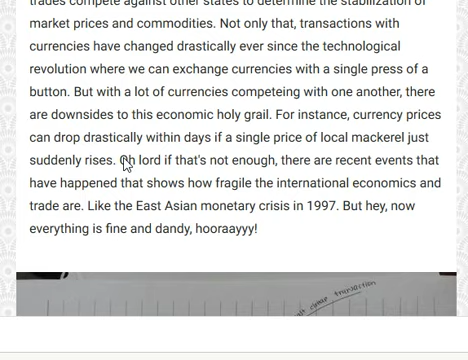 trades compete against other states to determine the stabilization of
market prices and commodities. Not only that, transactions with
currencies have changed drastically ever since the technological
revolution where we can exchange currencies with a single press of a
button. But with a lot of currencies competeing with one another, there
are downsides to this economic holy grail. For instance, currency prices
can drop drastically within days if a single price of local mackerel just
suddenly rises. Oh lord if that's not enough, there are recent events that
have happened that shows how fragile the international economics and
trade are. Like the East Asian monetary crisis in 1997. But hey, now
everything is fine and dandy, hooraayyy!
transaction